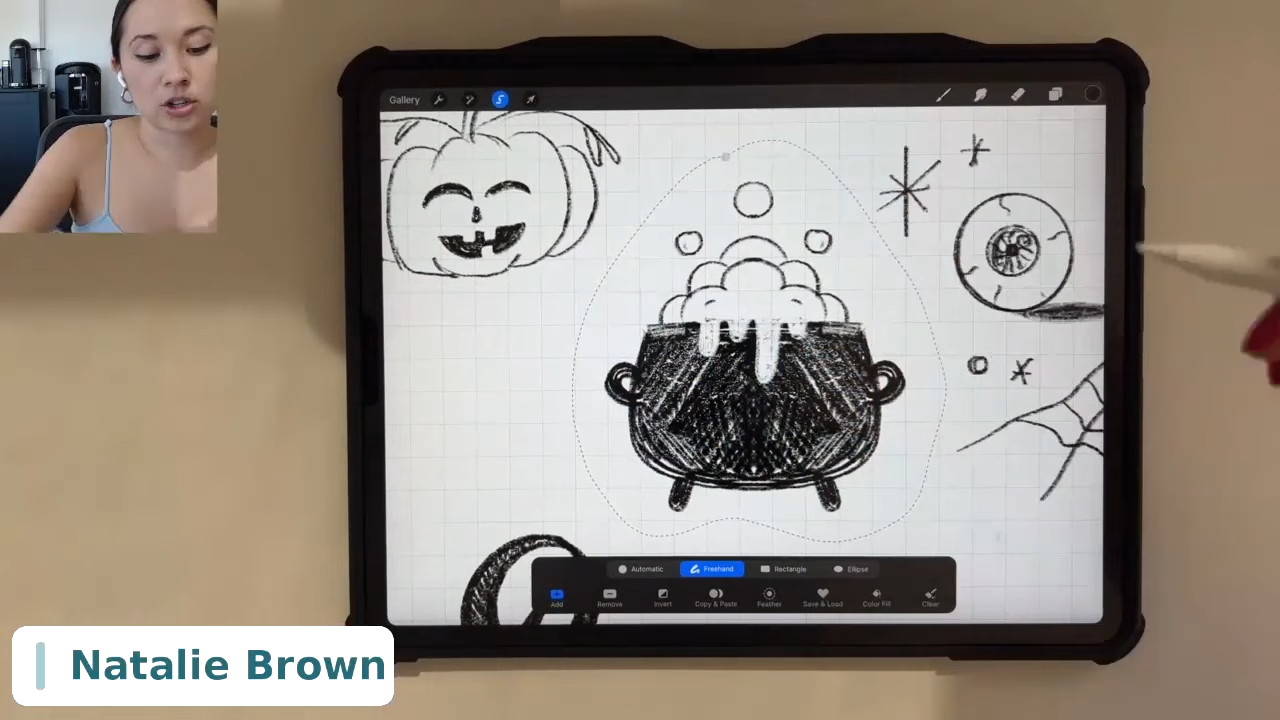 Gallery
Automatic Freehand Rectangle Ellipse
Add Remove Invert Copy & Paste Feather Save & Load Color Fill Clear
Natalie Brown